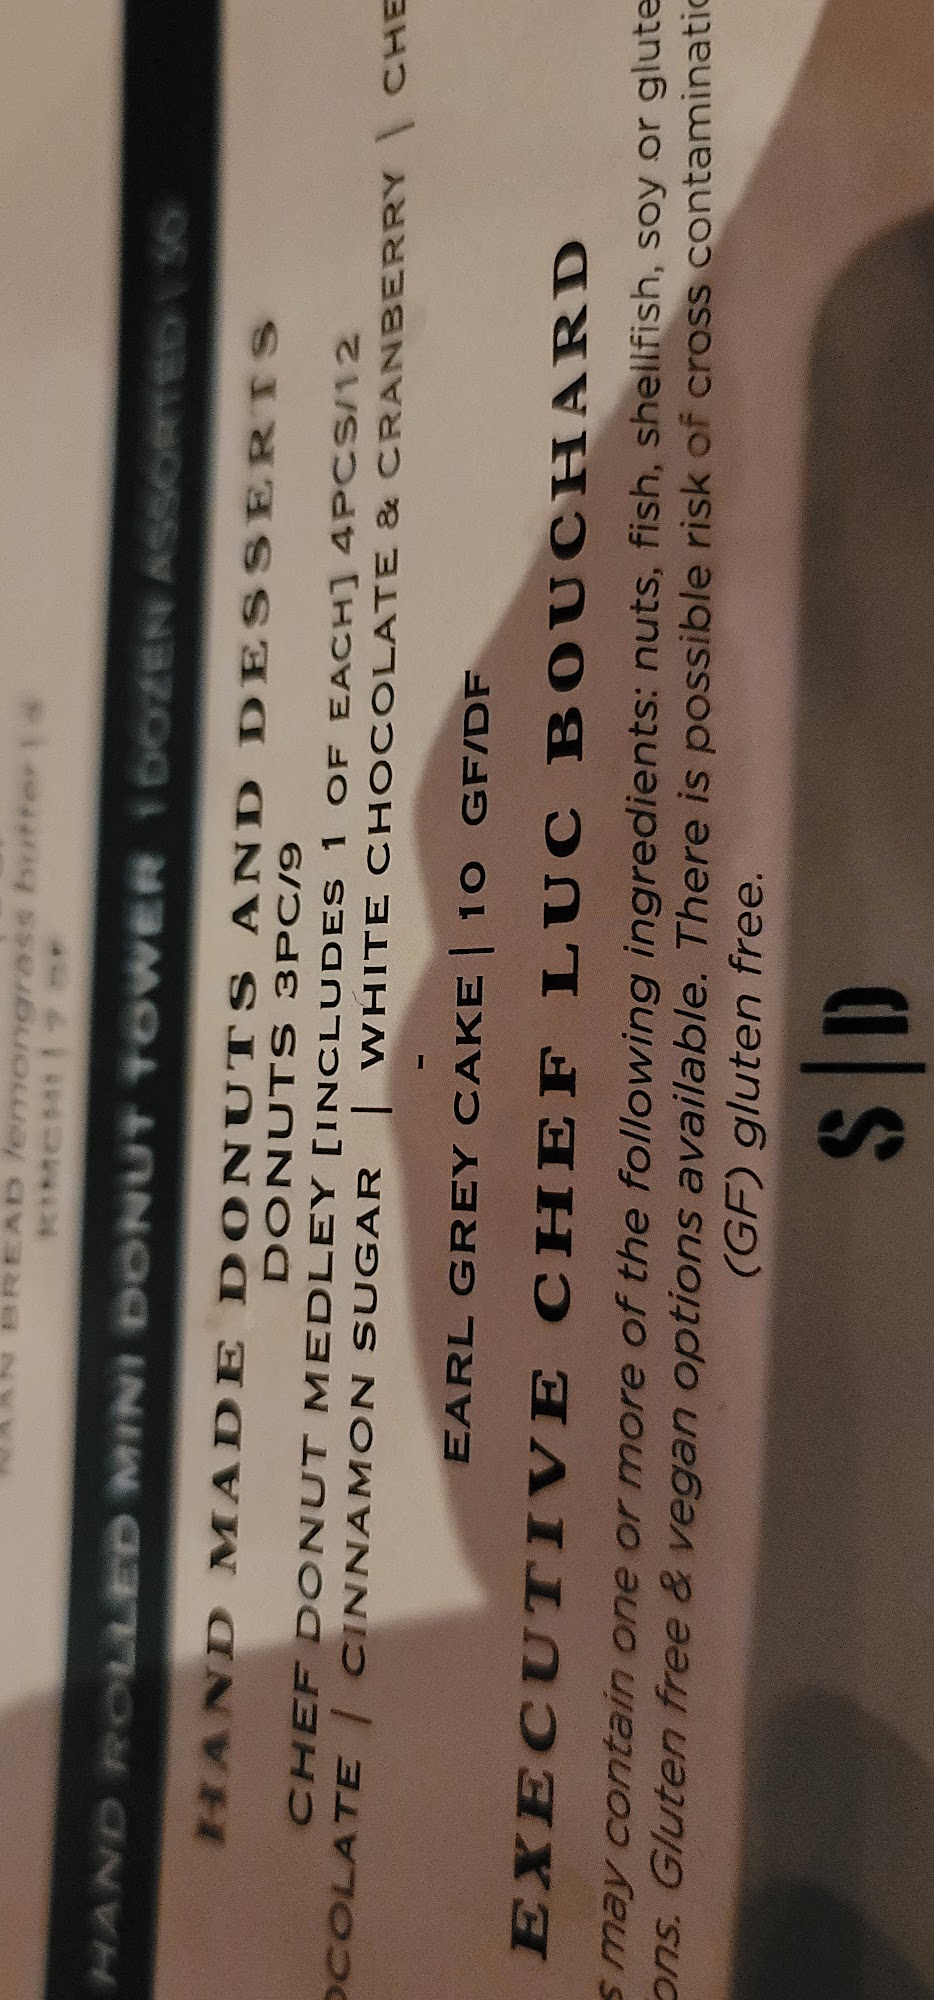 NAAN BREAD lemongrass butter |
KIMCHI | 7 GF
HAND ROLLED MINI DONUT TOWER 1 DOZEN ASSORTED | 36
HAND MADE DONUTS AND DESSERTS
DONUTS 3PC/9
CHEF DONUT MEDLEY [INCLUDES 1 OF EACH] 4PCS/12
OCOLATE | CINNAMON SUGAR | WHITE CHOCOLATE & CRANBERRY | CHE
-
EARL GREY CAKE | 10 GF/DF
EXECUTIVE CHEF LUC BOUCHARD
s may contain one or more of the following ingredients: nuts, fish, shellfish, soy or glute
ons. Gluten free & vegan options available. There is possible risk of cross contaminatio
(GF) gluten free.
S|D